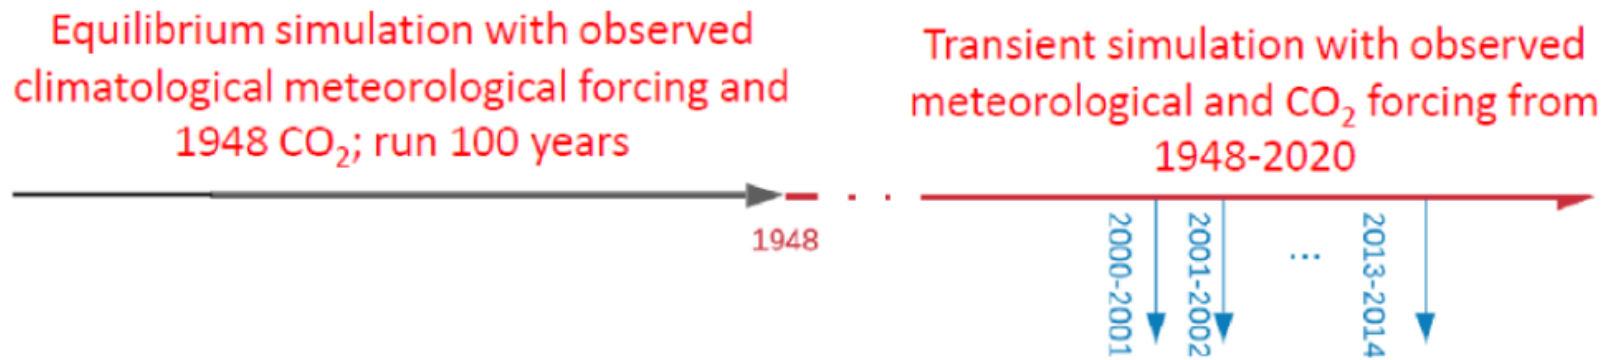 Equilibrium simulation with observed
climatological meteorological forcing and
1948 CO₂; run 100 years
Transient simulation with observed
meteorological and CO₂ forcing from
1948-2020
1948
2000-2001
2001-2002
...
2013-2014